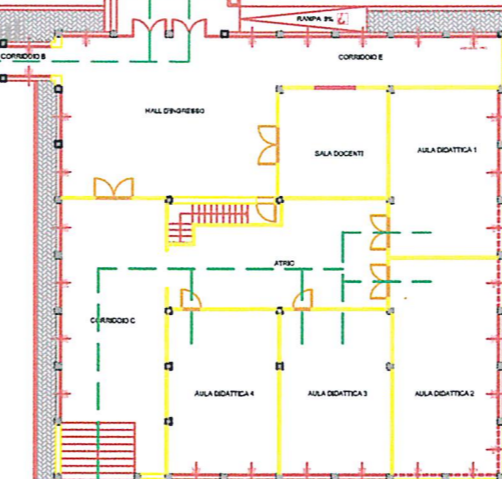 RAMPA 8%
CORRIDOIO B
CORRIDOIO E
HALL D'INGRESSO
SALA DOCENTI
AULA DIDATTICA 1
ATRIO
CORRIDOIO C
AULA DIDATTICA 4
AULA DIDATTICA 3
AULA DIDATTICA 2